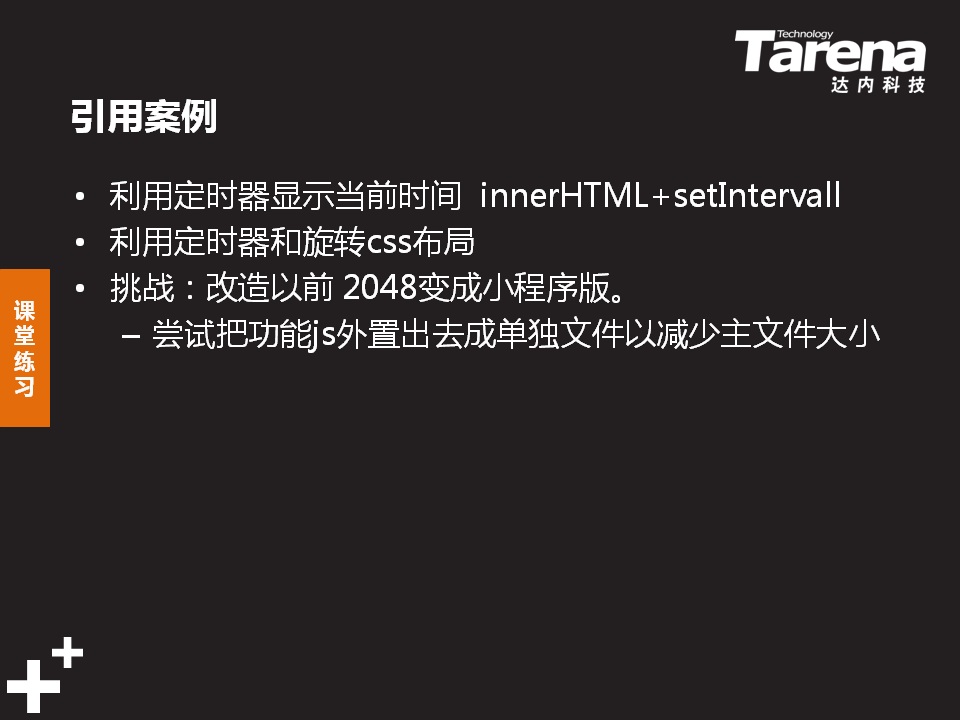 Technology
Tarena
达内科技
引用案例
• 利用定时器显示当前时间 innerHTML+setIntervall
• 利用定时器和旋转css布局
• 挑战：改造以前 2048变成小程序版。
– 尝试把功能js外置出去成单独文件以减少主文件大小
课堂练习